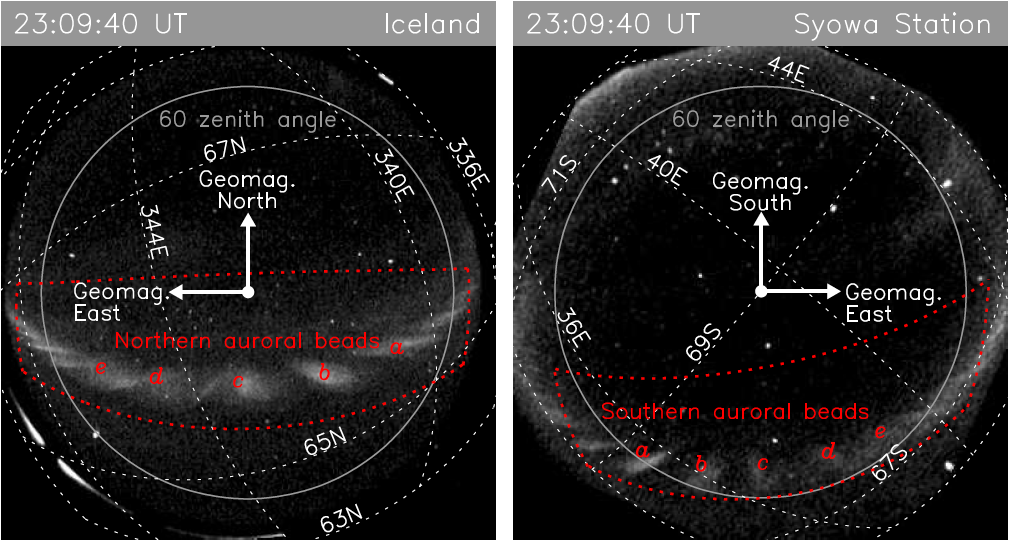 23:09:40 UT
Iceland
60 zenith angle
67N
336E
340E
Geomag.
North
344E
Geomag.
East
Northern auroral beads
a
b
c
d
e
65N
63N
23:09:40 UT
Syowa Station
44E
60 zenith angle
71S
40E
Geomag.
South
Geomag.
East
36E
69S
Southern auroral beads
a
b
c
d
e
67S